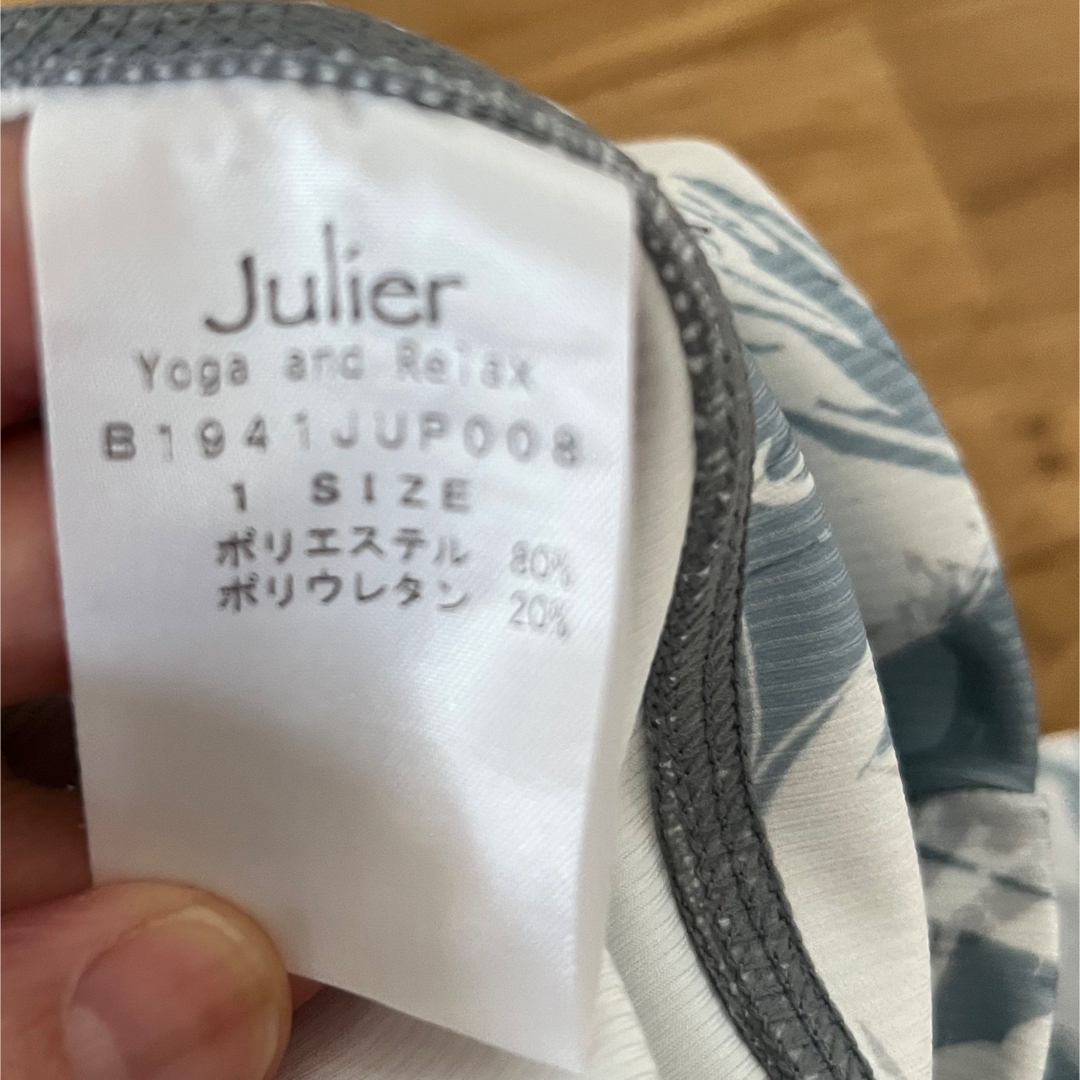 Julier
Yoga and Relax
B1941JUP008
1 SIZE
ポリエステル 80%
ポリウレタン 20%